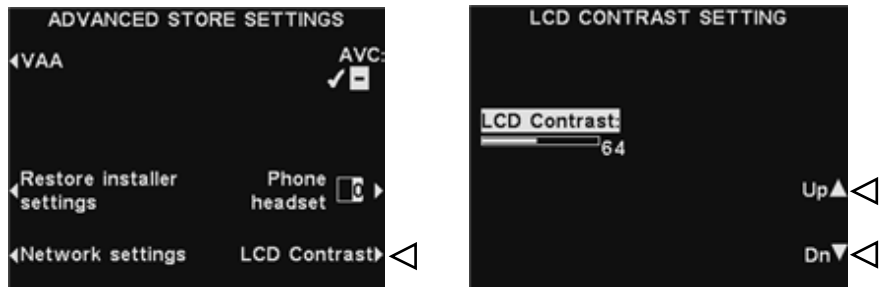 ADVANCED STORE SETTINGS
VAA
AVC:
✓ -
Restore installer
settings
Phone
headset 0
Network settings
LCD Contrast
LCD CONTRAST SETTING
LCD Contrast:
64
Up
Dn